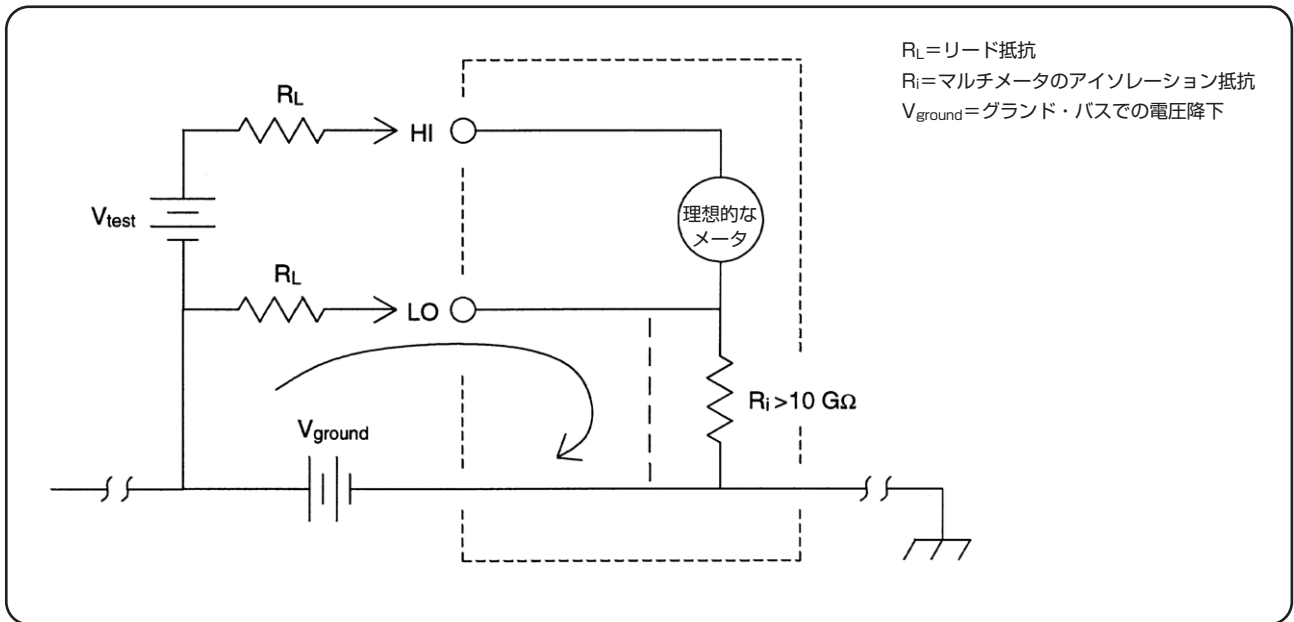 RL=リード抵抗
Ri=マルチメータのアイソレーション抵抗
Vground=グランド・バスでの電圧降下
RL
HI
Vtest
理想的な
メータ
RL
LO
Ri>10 GΩ
Vground